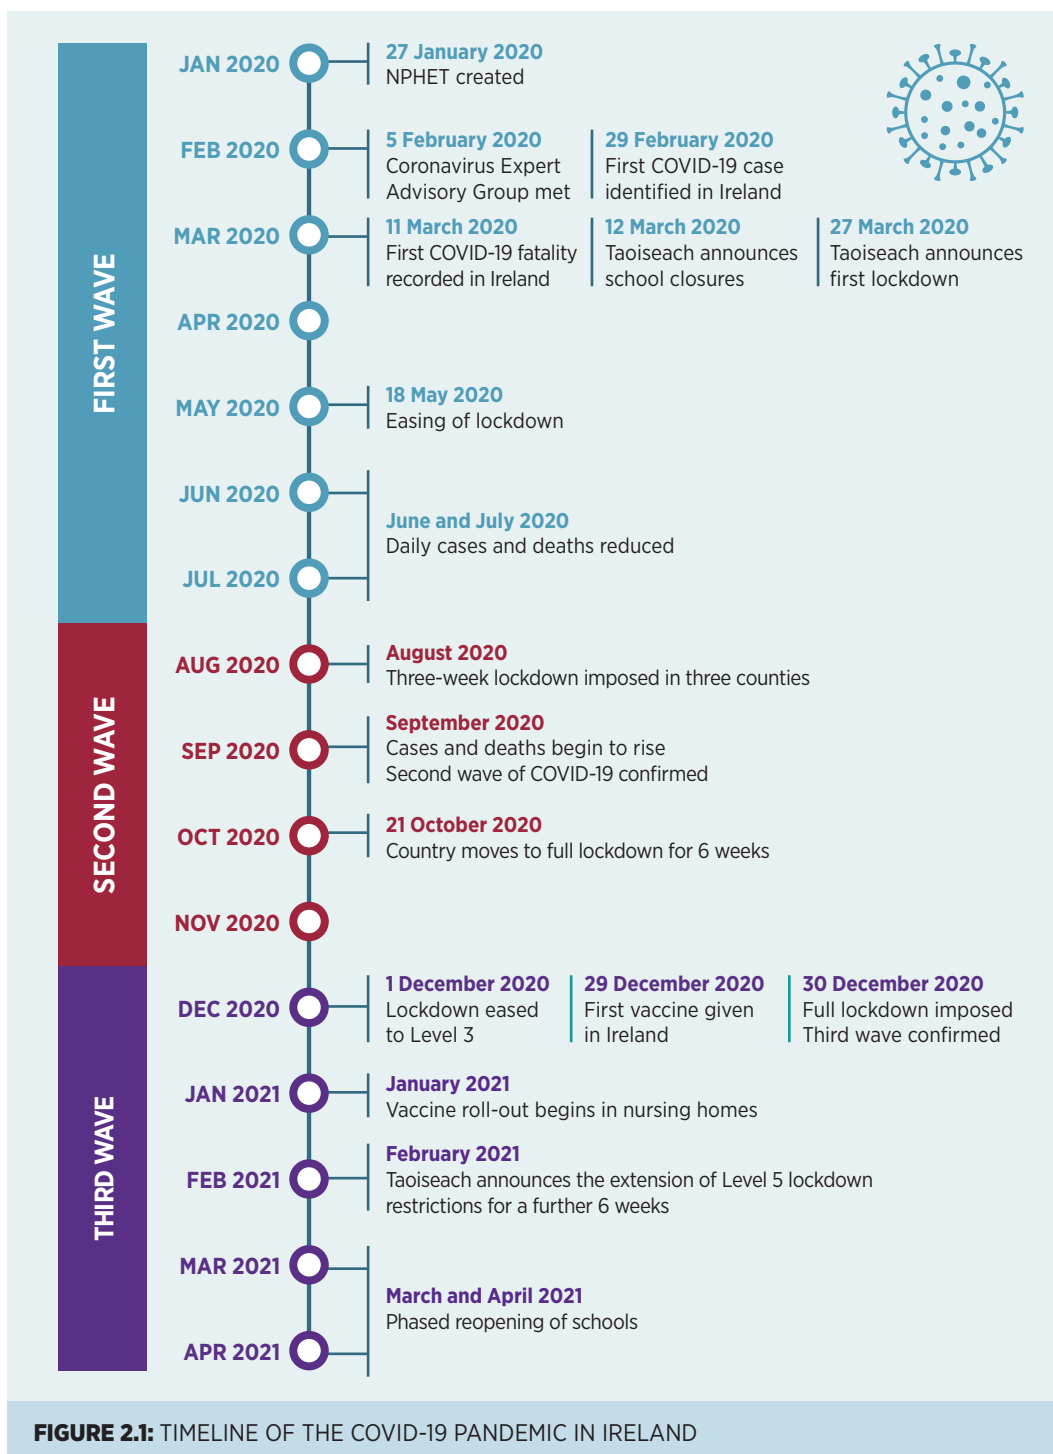 FIRST WAVE
JAN 2020
27 January 2020
NPHET created
FEB 2020
5 February 2020
Coronavirus Expert
Advisory Group met
29 February 2020
First COVID-19 case
identified in Ireland
MAR 2020
11 March 2020
First COVID-19 fatality
recorded in Ireland
12 March 2020
Taoiseach announces
school closures
27 March 2020
Taoiseach announces
first lockdown
APR 2020
MAY 2020
18 May 2020
Easing of lockdown
JUN 2020
JUL 2020
June and July 2020
Daily cases and deaths reduced
SECOND WAVE
AUG 2020
August 2020
Three-week lockdown imposed in three counties
SEP 2020
September 2020
Cases and deaths begin to rise
Second wave of COVID-19 confirmed
OCT 2020
21 October 2020
Country moves to full lockdown for 6 weeks
NOV 2020
THIRD WAVE
DEC 2020
1 December 2020
Lockdown eased
to Level 3
29 December 2020
First vaccine given
in Ireland
30 December 2020
Full lockdown imposed
Third wave confirmed
JAN 2021
January 2021
Vaccine roll-out begins in nursing homes
FEB 2021
February 2021
Taoiseach announces the extension of Level 5 lockdown
restrictions for a further 6 weeks
MAR 2021
APR 2021
March and April 2021
Phased reopening of schools
FIGURE 2.1: TIMELINE OF THE COVID-19 PANDEMIC IN IRELAND